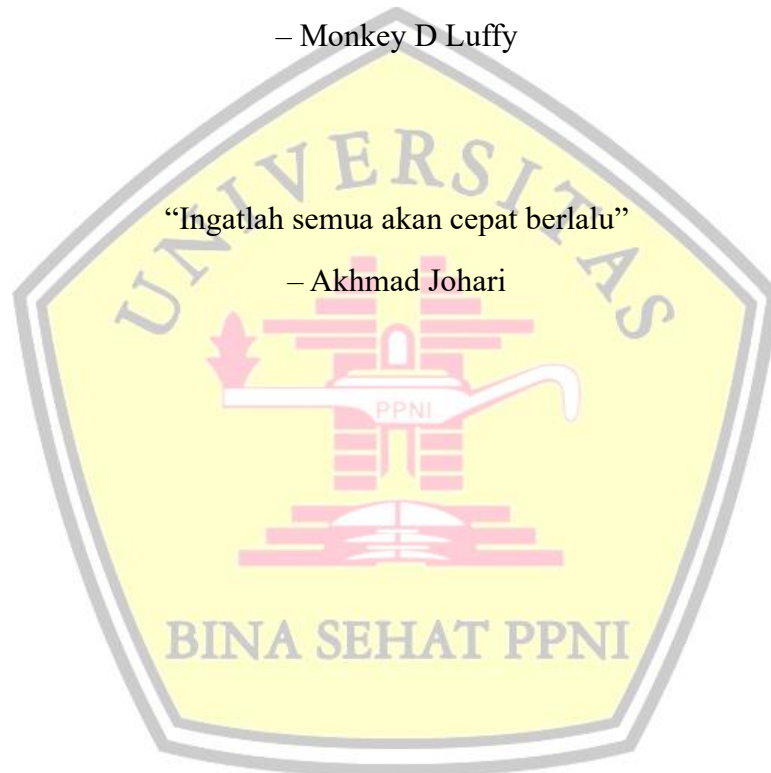 – Monkey D Luffy
UNIVERSITAS
“Ingatlah semua akan cepat berlalu”
– Akhmad Johari
PPNI
BINA SEHAT PPNI